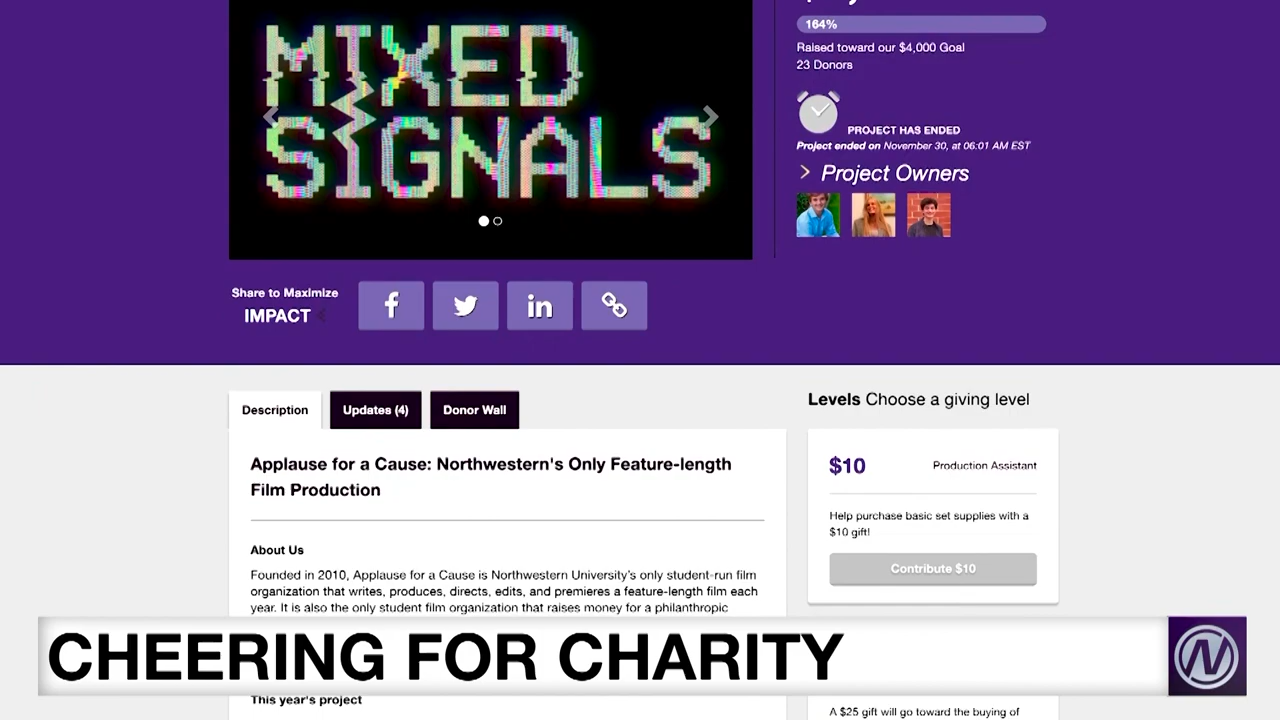 MIXED
SIGNALS
164%
Raised toward our $4,000 Goal
23 Donors
PROJECT HAS ENDED
Project ended on November 30, at 06:01 AM EST
Project Owners
Share to Maximize
IMPACT
Description
Updates (4)
Donor Wall
Applause for a Cause: Northwestern's Only Feature-length
Film Production
About Us
Founded in 2010, Applause for a Cause is Northwestern University's only student-run film
organization that writes, produces, directs, edits, and premieres a feature-length film each
year. It is also the only student film organization that raises money for a philanthropic
This year's project
Levels Choose a giving level
$10
Production Assistant
Help purchase basic set supplies with a
$10 gift!
Contribute $10
A $25 gift will go toward the buying of
CHEERING FOR CHARITY
N